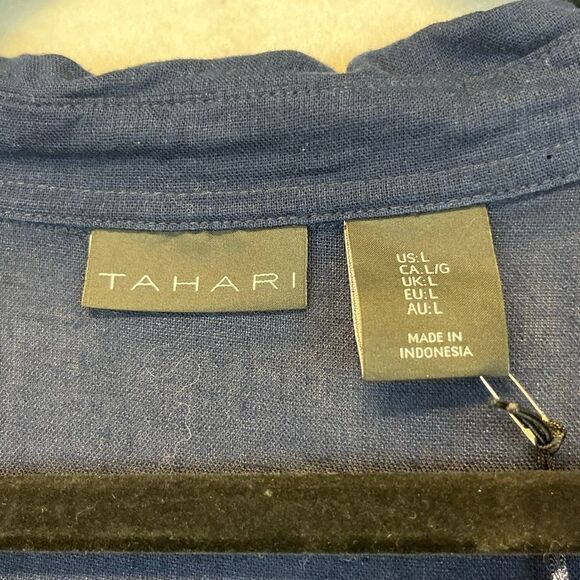 TAHARI
US:L
CA:L/G
UK:L
EU:L
AU:L
MADE IN
INDONESIA